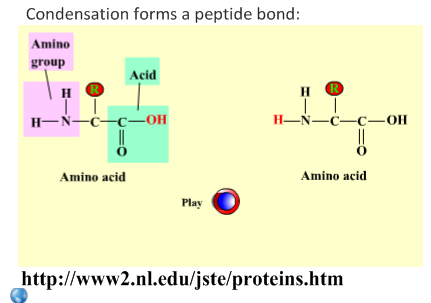 Condensation forms a peptide bond:
Amino
group
Acid
H R
H—N—C—C—OH
O
Amino acid
H R
H—N—C—C—OH
O
Amino acid
Play
http://www2.nl.edu/jste/proteins.htm